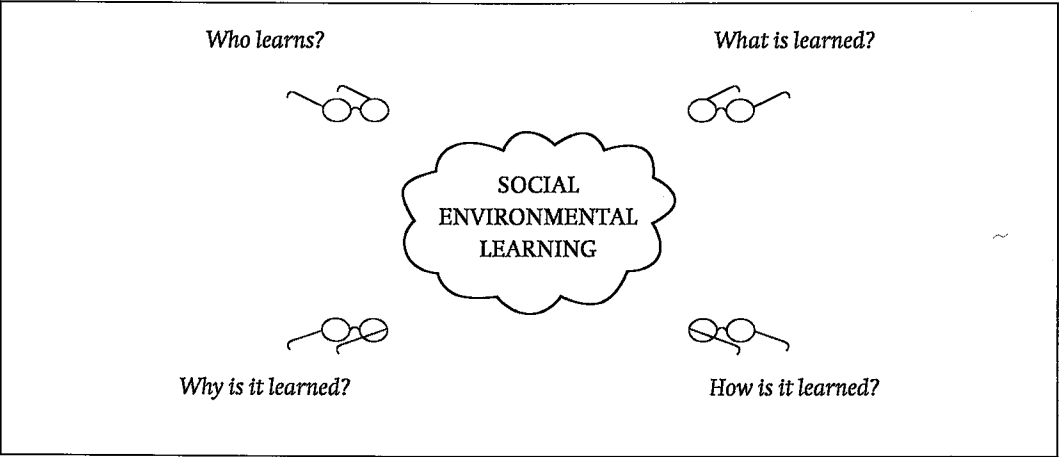 Who learns?
What is learned?
SOCIAL
ENVIRONMENTAL
LEARNING
Why is it learned?
How is it learned?